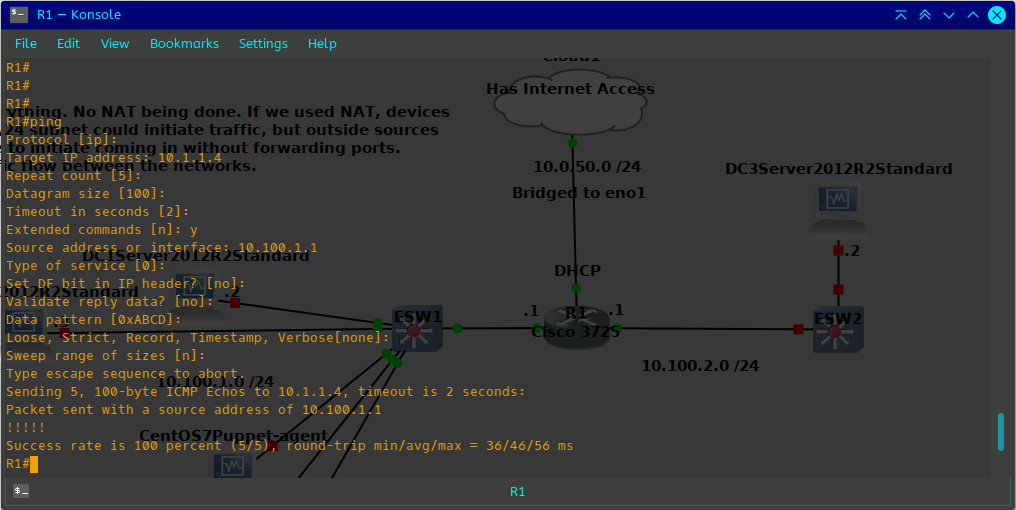 R1 — Konsole
File Edit View Bookmarks Settings Help
R1#
R1#
R1#
R1#ping
Protocol [ip]:
Target IP address: 10.1.1.4
Repeat count [5]:
Datagram size [100]:
Timeout in seconds [2]:
Extended commands [n]: y
Source address or interface: 10.100.1.1
Type of service [0]:
Set DF bit in IP header? [no]:
Validate reply data? [no]:
Data pattern [0xABCD]:
Loose, Strict, Record, Timestamp, Verbose[none]:
Sweep range of sizes [n]:
Type escape sequence to abort.
Sending 5, 100-byte ICMP Echos to 10.1.1.4, timeout is 2 seconds:
Packet sent with a source address of 10.100.1.1
!!!!!
Success rate is 100 percent (5/5), round-trip min/avg/max = 36/46/56 ms
R1#
No NAT being done. If we used NAT, devices
subnet could initiate traffic, but outside sources
to initiate coming in without forwarding ports.
flow between the networks.
Cloud1
Has Internet Access
10.0.50.0 /24
Bridged to eno1
DC3Server2012R2Standard
.2
DHCP
DC1Server2012R2Standard
.2
2012R2Standard
ESW1
.1
R1
.1
Cisco 3725
ESW2
10.100.1.0 /24
10.100.2.0 /24
CentOS7Puppet-agent
R1